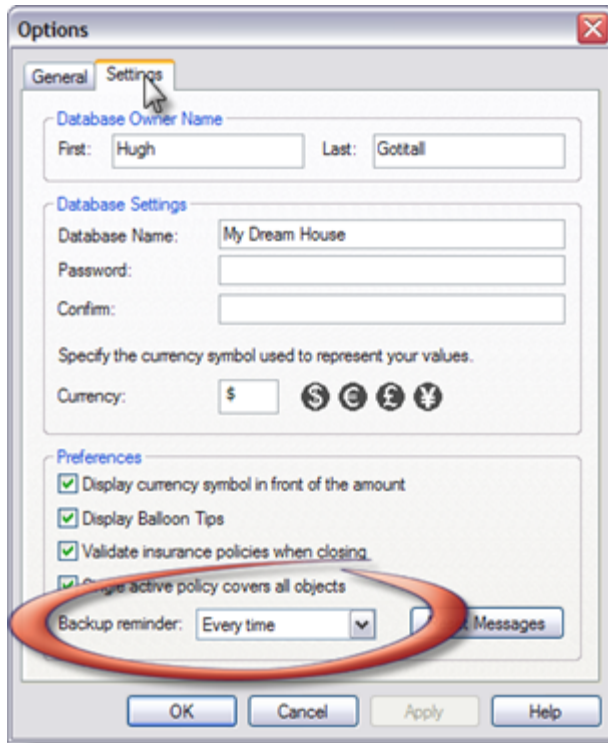 Options
General Settings
Database Owner Name
First: Hugh Last: Gotitall
Database Settings
Database Name: My Dream House
Password:
Confirm:
Specify the currency symbol used to represent your values.
Currency: $ $ € £ ¥
Preferences
Display currency symbol in front of the amount
Display Balloon Tips
Validate insurance policies when closing
active policy covers all objects
Backup reminder: Every time Messages
OK Cancel Apply Help